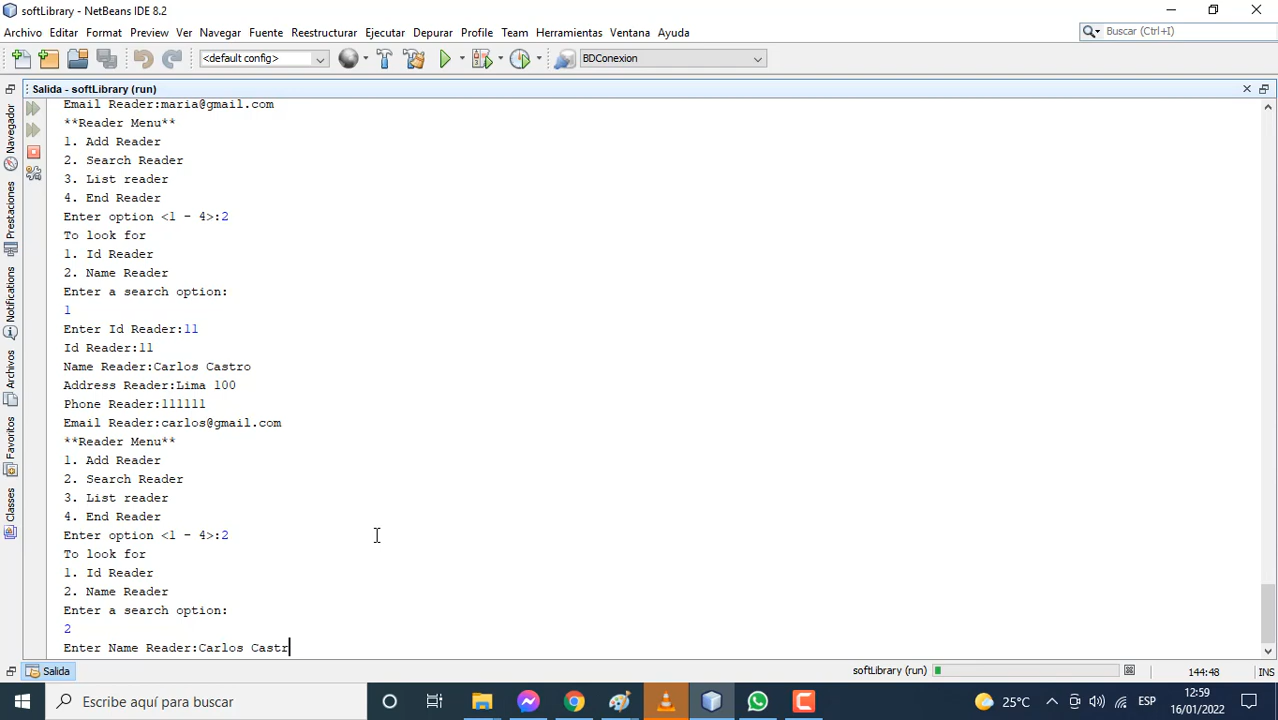 softLibrary - NetBeans IDE 8.2
Archivo Editar Format Preview Ver Navegar Fuente Reestructurar Ejecutar Depurar Profile Team Herramientas Ventana Ayuda
Buscar (Ctrl+I)
<default config>
BDConexion
Salida - softLibrary (run)
Navegador
Prestaciones
Notifications
Archivos
Favoritos
Classes
Email Reader:maria@gmail.com
**Reader Menu**
1. Add Reader
2. Search Reader
3. List reader
4. End Reader
Enter option <1 - 4>:2
To look for
1. Id Reader
2. Name Reader
Enter a search option:
1
Enter Id Reader:11
Id Reader:11
Name Reader:Carlos Castro
Address Reader:Lima 100
Phone Reader:111111
Email Reader:carlos@gmail.com
**Reader Menu**
1. Add Reader
2. Search Reader
3. List reader
4. End Reader
Enter option <1 - 4>:2
To look for
1. Id Reader
2. Name Reader
Enter a search option:
2
Enter Name Reader:Carlos Castr
Salida
softLibrary (run)
144:48
INS
Escribe aquí para buscar
25°C
ESP
12:59
16/01/2022